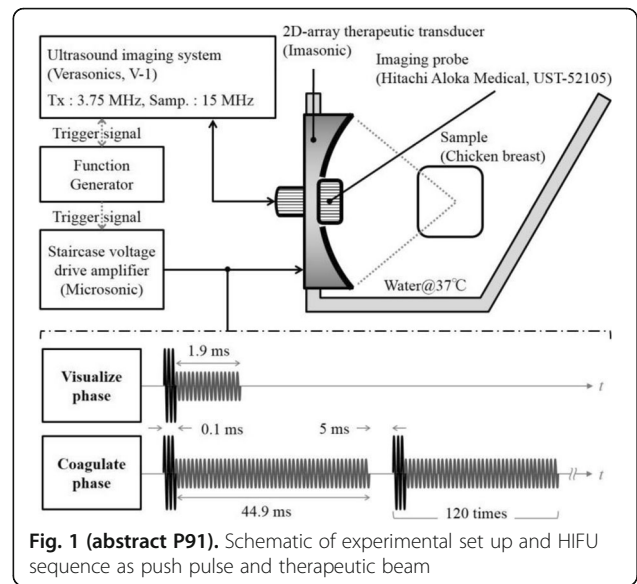 2D-array therapeutic transducer
(Imasonic)
Ultrasound imaging system
(Verasonics, V-1)
Tx : 3.75 MHz, Samp. : 15 MHz
Imaging probe
(Hitachi Aloka Medical, UST-52105)
Trigger signal
Function
Generator
Sample
(Chicken breast)
Trigger signal
Staircase voltage
drive amplifier
(Microsonic)
Water@37℃
Visualize
phase
1.9 ms
t
0.1 ms
5 ms
Coagulate
phase
t
44.9 ms
120 times
Fig. 1 (abstract P91). Schematic of experimental set up and HIFU
sequence as push pulse and therapeutic beam